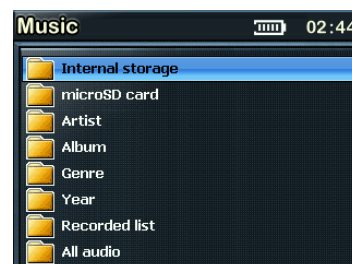 Music 02:44
Internal storage
microSD card
Artist
Album
Genre
Year
Recorded list
All audio